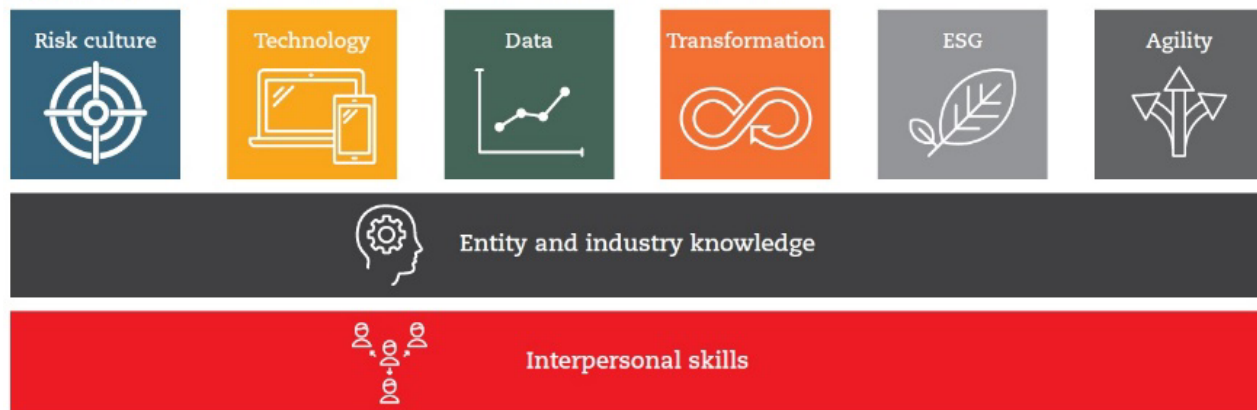 Risk culture
Technology
Data
Transformation
ESG
Agility
Entity and industry knowledge
Interpersonal skills